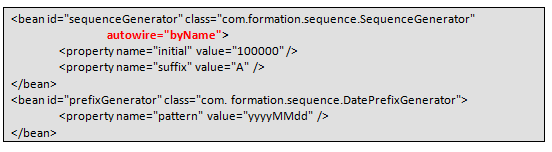 <bean id="sequenceGenerator" class="com.formation.sequence.SequenceGenerator"
autowire="byName">
<property name="initial" value="100000" />
<property name="suffix" value="A" />
</bean>
<bean id="prefixGenerator" class="com. formation.sequence.DatePrefixGenerator">
<property name="pattern" value="yyyyMMdd" />
</bean>